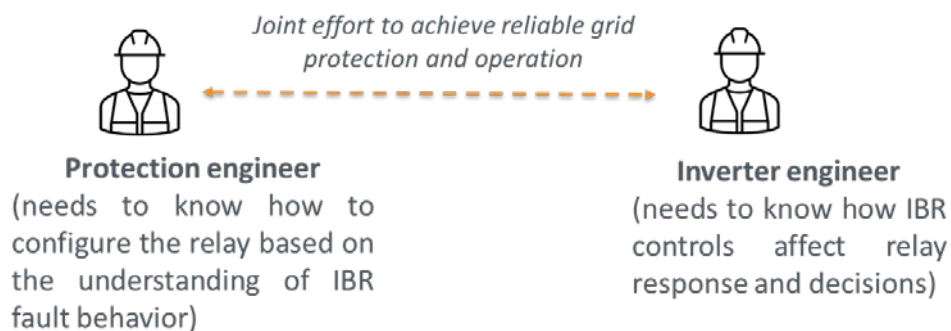 Joint effort to achieve reliable grid
protection and operation
Protection engineer
(needs to know how to
configure the relay based on
the understanding of IBR
fault behavior)
Inverter engineer
(needs to know how IBR
controls affect relay
response and decisions)